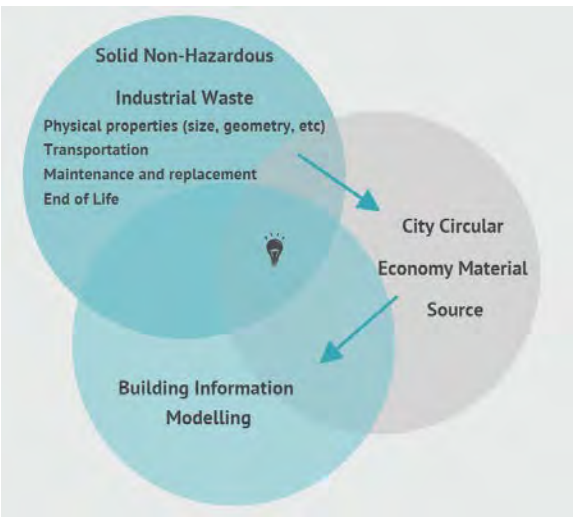 Solid Non-Hazardous
Industrial Waste
Physical properties (size, geometry, etc)
Transportation
Maintenance and replacement
End of Life
City Circular
Economy Material
Source
Building Information
Modelling